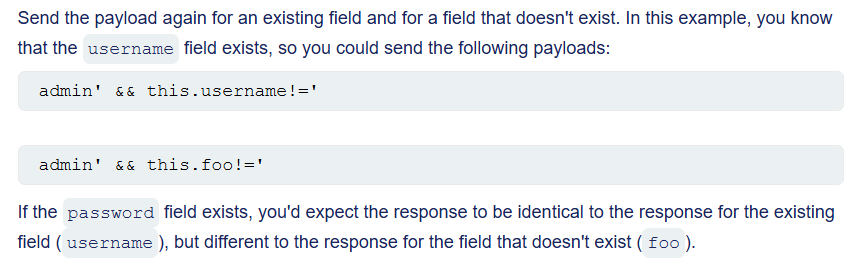 Send the payload again for an existing field and for a field that doesn't exist. In this example, you know
that the username field exists, so you could send the following payloads:
admin' && this.username!='
admin' && this.foo!='
If the password field exists, you'd expect the response to be identical to the response for the existing
field ( username ), but different to the response for the field that doesn't exist ( foo ).